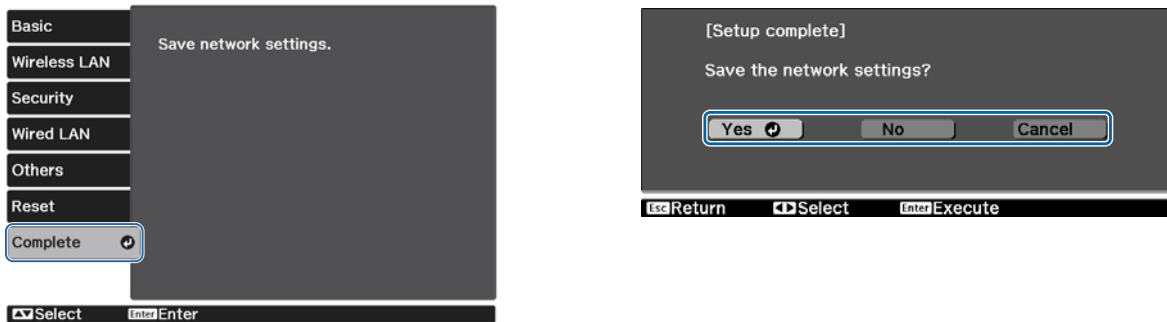 Basic
Wireless LAN
Security
Wired LAN
Others
Reset
Complete
Save network settings.
Select Enter Enter
[Setup complete]
Save the network settings?
Yes No Cancel
Esc Return Select Enter Execute